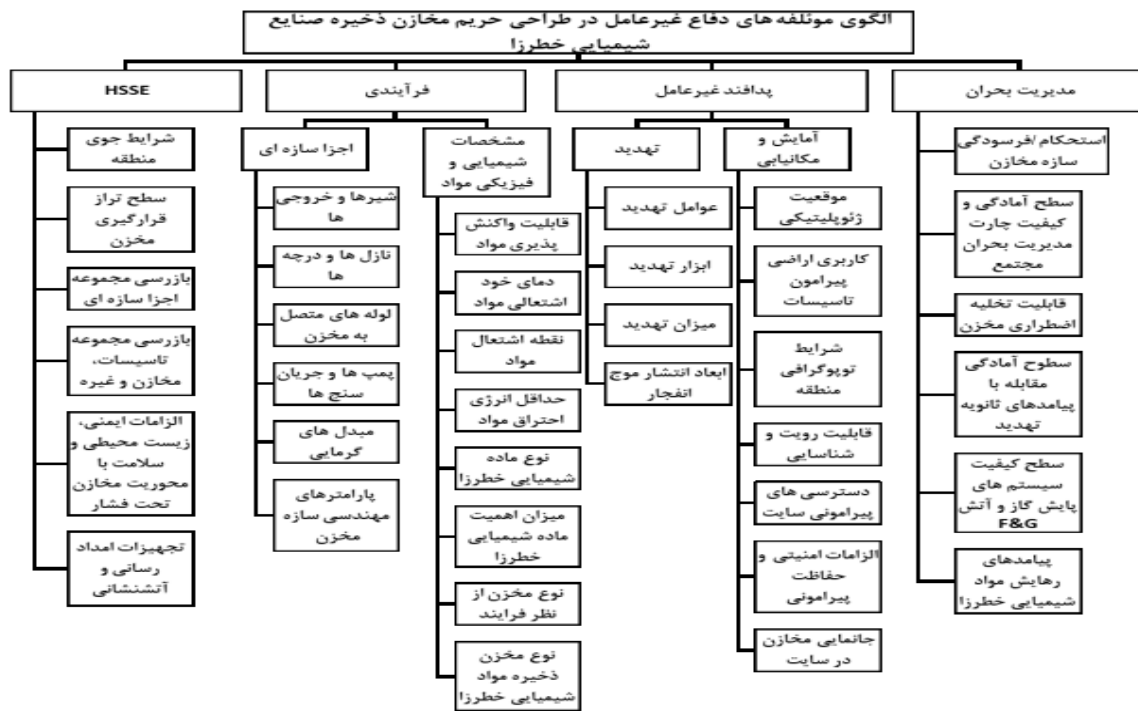 الگوی موئلفه های دفاع غیرعامل در طراحی حریم مخازن ذخیره صنایع
شیمیایی خطرزا
مدیریت بحران
استحکام/فرسودگی
سازه مخازن
سطح آمادگی و
کیفیت چارت
مدیریت بحران
مجتمع
قابلیت تخلیه
اضطراری مخزن
سطوح آمادگی
مقابله با
پیامدهای ثانویه
تهدید
سطح کیفیت
سیستم های
پایش گاز و آتش
F&G
پیامدهای
رهایش مواد
شیمیایی خطرزا
پدافند غیرعامل
آمایش و
مکانیابی
موقعیت
ژئوپلیتیکی
کاربری اراضی
پیرامون
تاسیسات
شرایط
توپوگرافی
منطقه
قابلیت رویت و
شناسایی
دسترسی های
پیرامونی سایت
الزامات امنیتی و
حفاظت
پیرامونی
جانمایی مخازن
در سایت
تهدید
عوامل تهدید
ابزار تهدید
میزان تهدید
ابعاد انتشار موج
انفجار
فرآیندی
مشخصات
شیمیایی و
فیزیکی مواد
قابلیت واکنش
پذیری مواد
دمای خود
اشتعالی مواد
نقطه اشتعال
مواد
حداقل انرژی
احتراق مواد
نوع ماده
شیمیایی خطرزا
میزان اهمیت
ماده شیمیایی
خطرزا
نوع مخزن از
نظر فرایند
نوع مخزن
ذخیره مواد
شیمیایی خطرزا
اجزا سازه ای
شیرها و خروجی
ها
نازل ها و درچه
ها
لوله های متصل
به مخزن
پمپ ها و جریان
سنج ها
مبدل های
گرمایی
پارامترهای
مهندسی سازه
مخزن
HSSE
شرایط جوی
منطقه
سطح تراز
قرارگیری
مخزن
بازرسی مجموعه
اجزا سازه ای
بازرسی مجموعه
تاسیسات،
مخازن و غیره
الزامات ایمنی،
زیست محیطی و
سلامت با
محوریت مخازن
تحت فشار
تجهیزات امداد
رسانی و
آتشنشانی